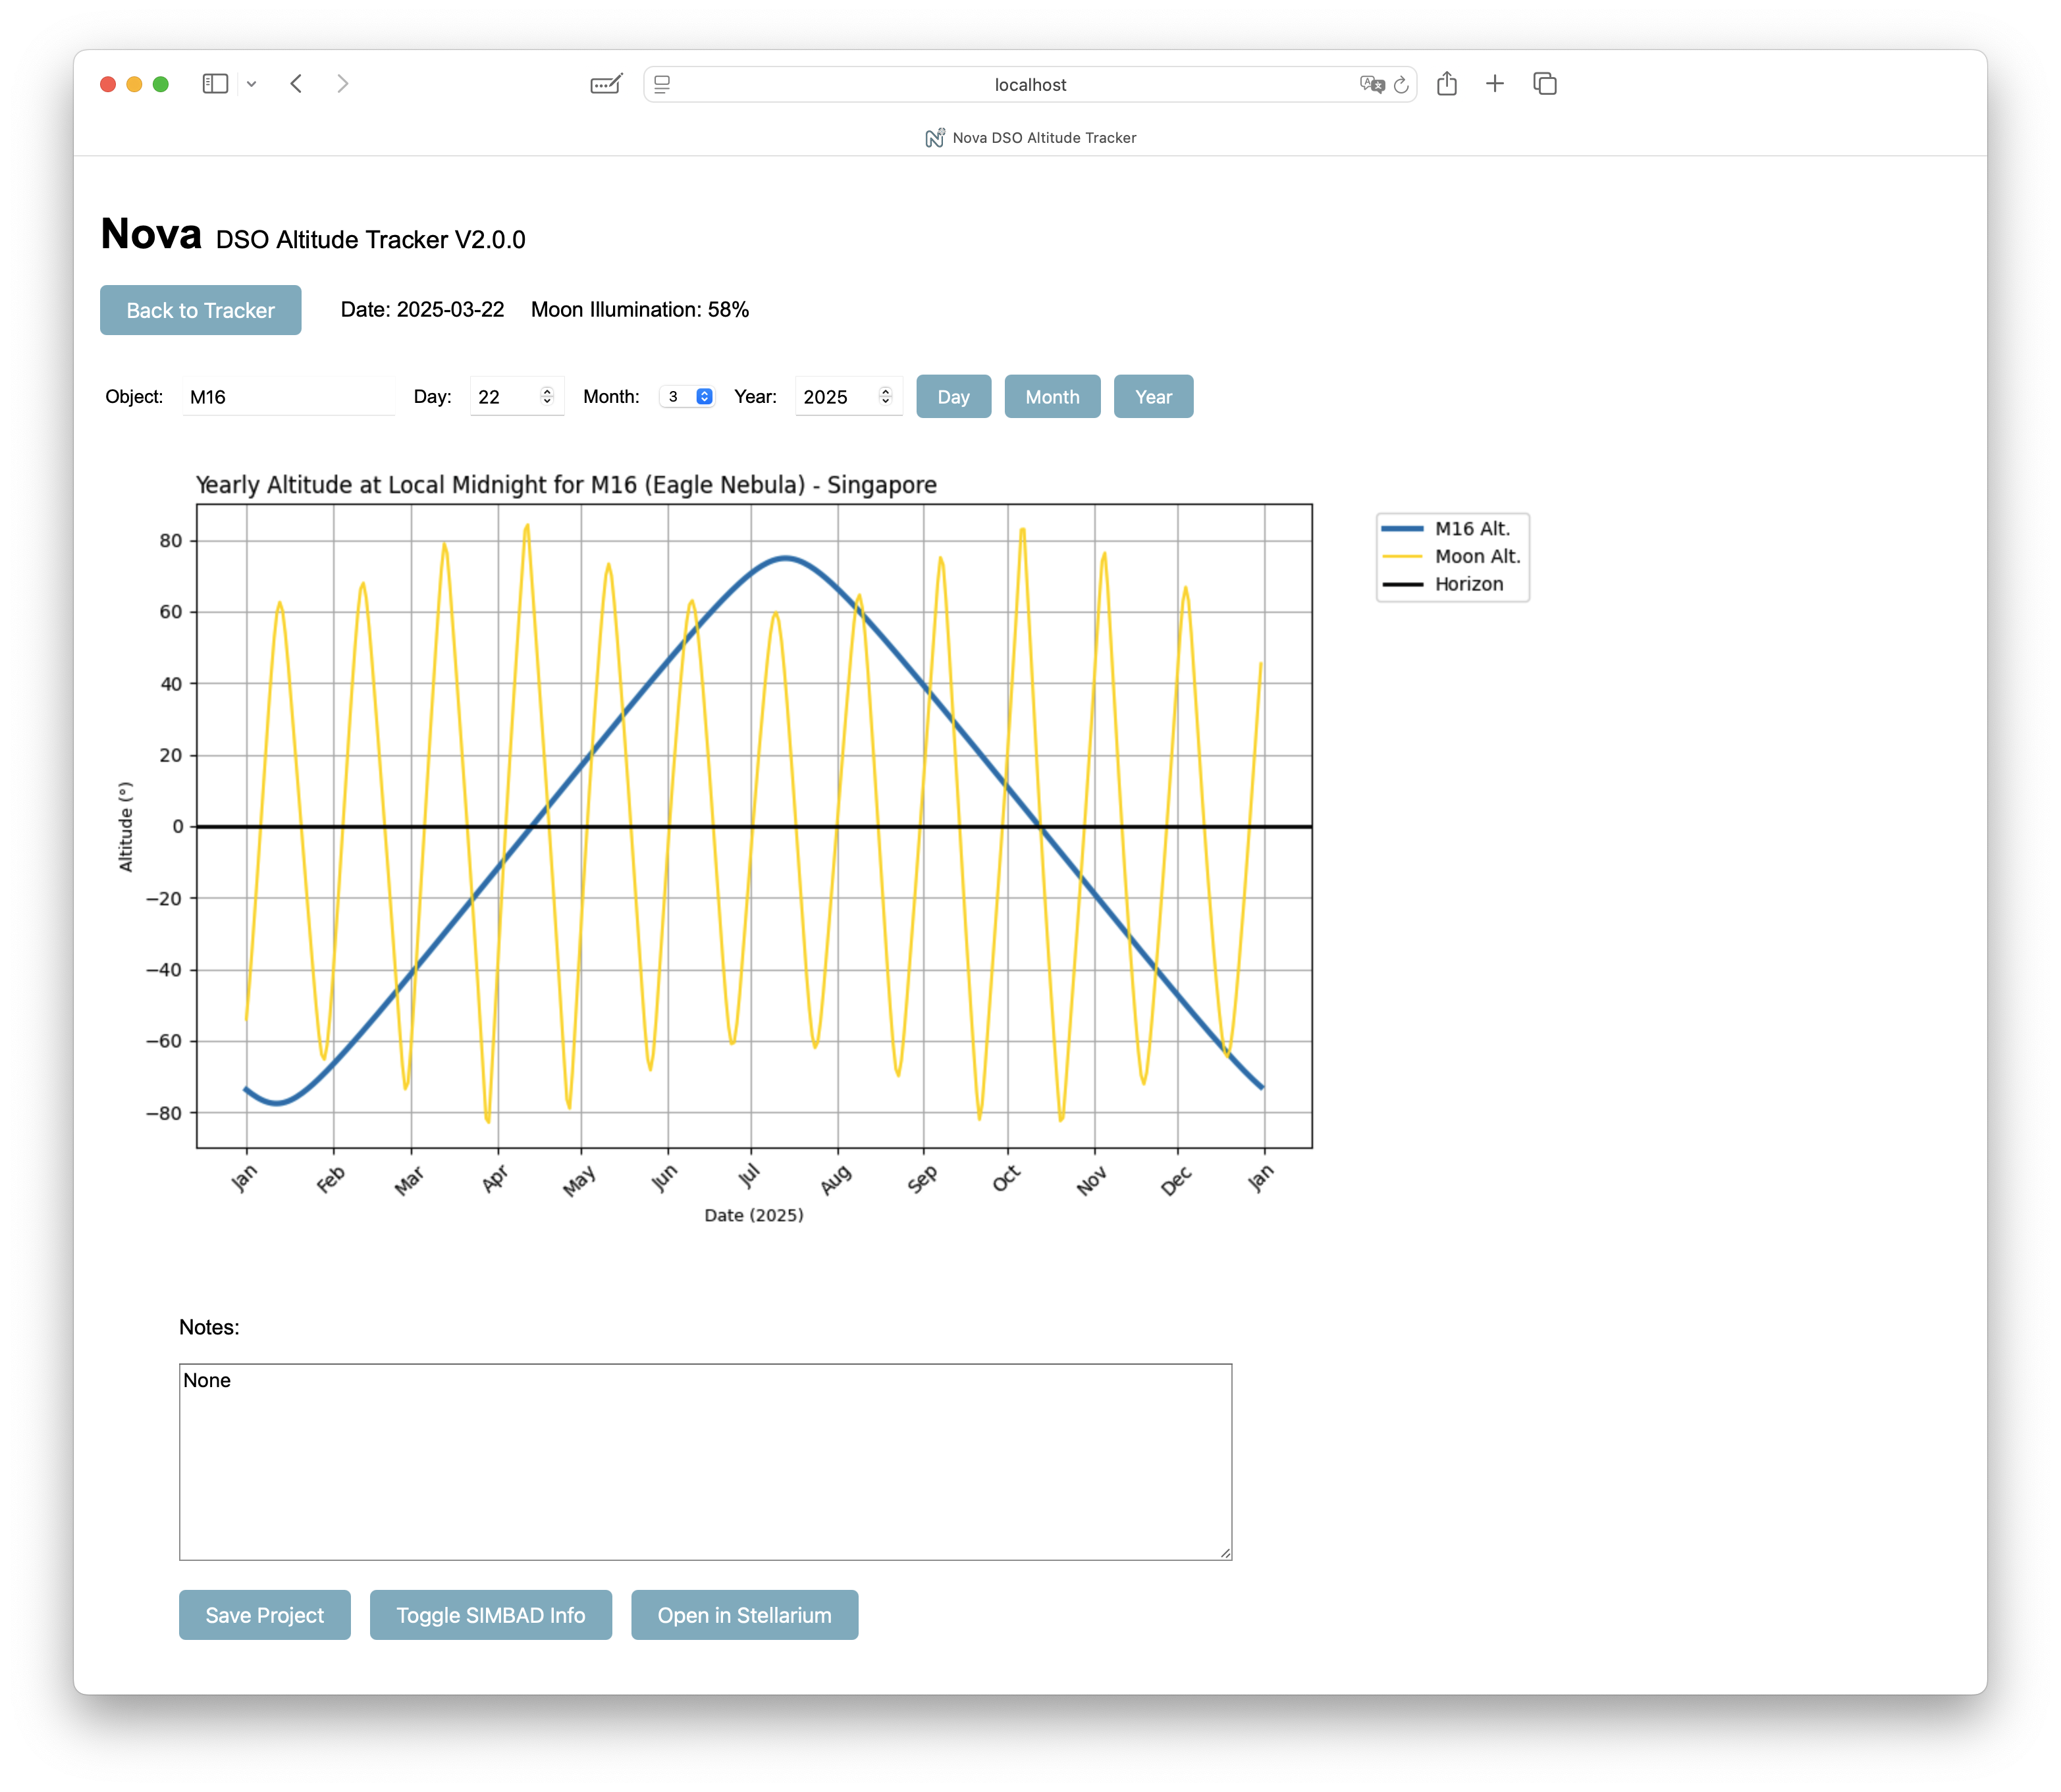 localhost
Nova DSO Altitude Tracker
Nova DSO Altitude Tracker V2.0.0
Back to Tracker Date: 2025-03-22 Moon Illumination: 58%
Object: M16 Day: 22 Month: 3 Year: 2025 Day Month Year
Yearly Altitude at Local Midnight for M16 (Eagle Nebula) - Singapore
M16 Alt.
Moon Alt.
Horizon
80
60
40
20
0
−20
−40
−60
−80
Altitude (°)
Jan Feb Mar Apr May Jun Jul Aug Sep Oct Nov Dec Jan
Date (2025)
Notes:
None
Save Project Toggle SIMBAD Info Open in Stellarium